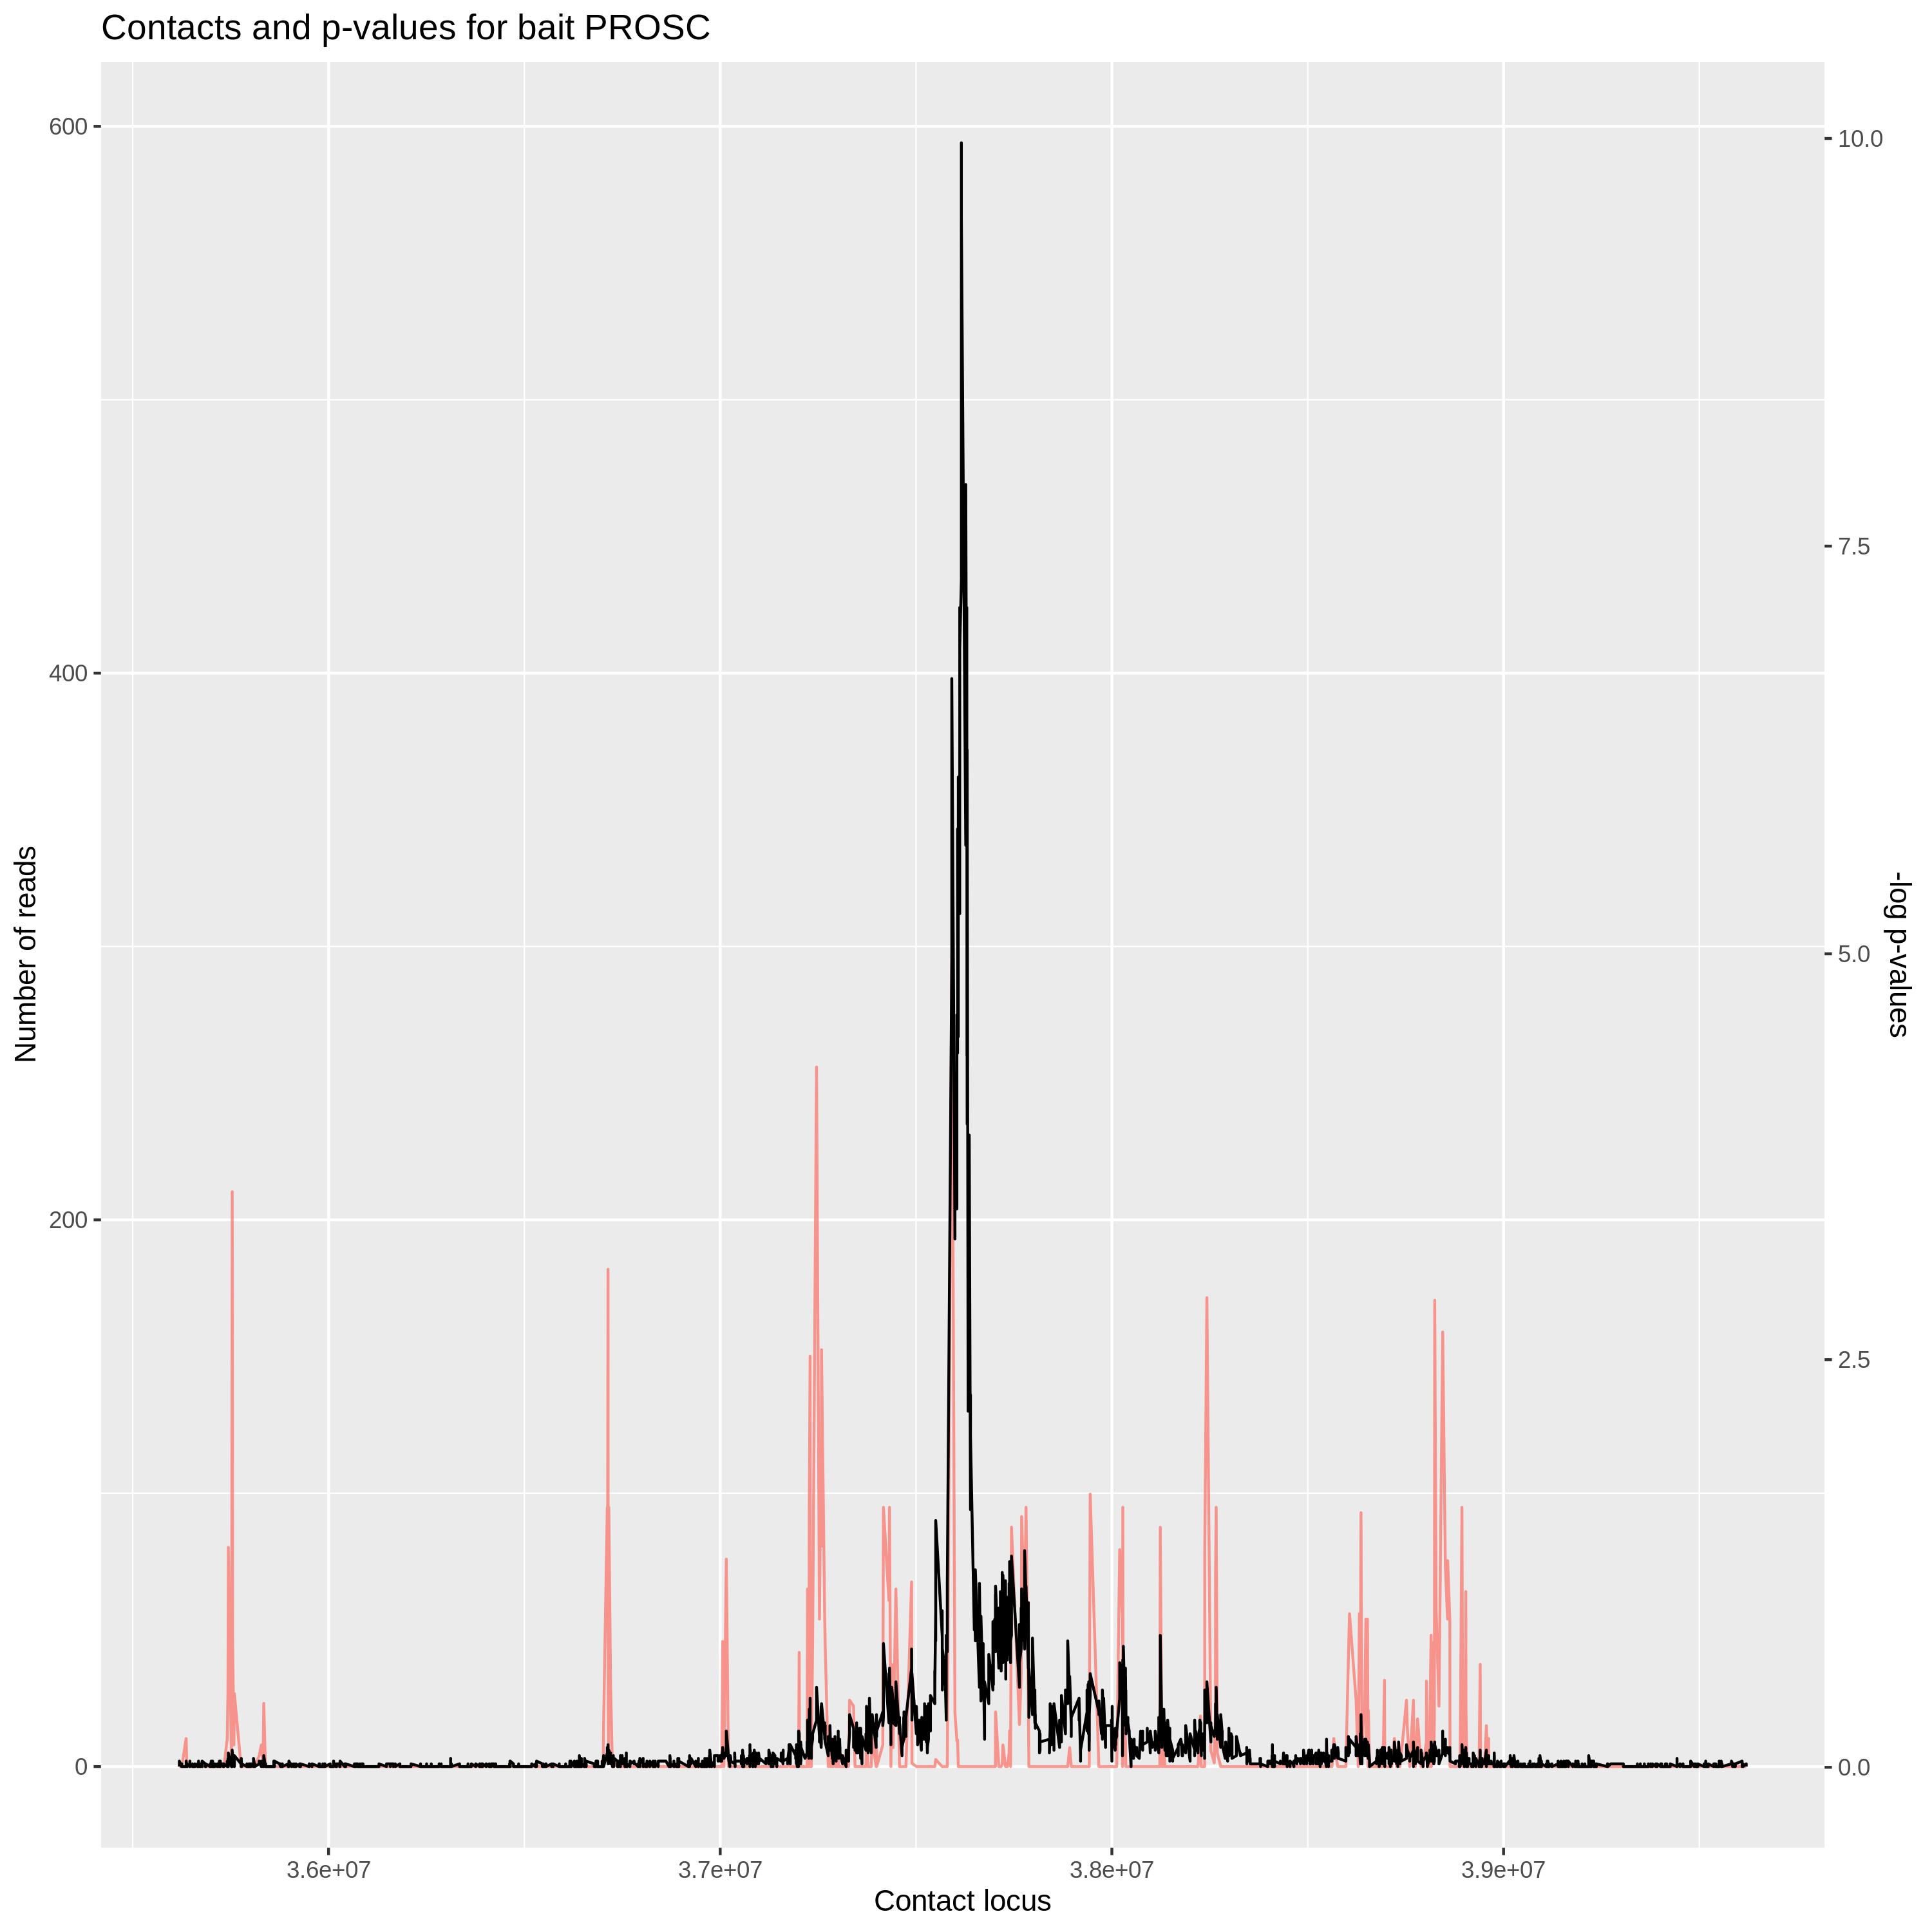 Contacts and p-values for bait PROSC
600
400
200
0
Number of reads
10.0
7.5
5.0
2.5
0.0
-log p-values
3.6e+07
3.7e+07
3.8e+07
3.9e+07
Contact locus